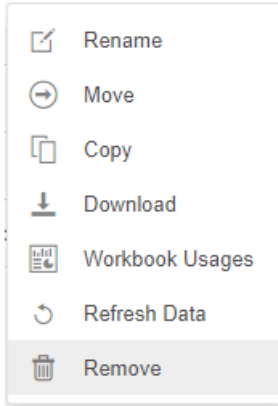 Rename
Move
Copy
Download
Workbook Usages
Refresh Data
Remove